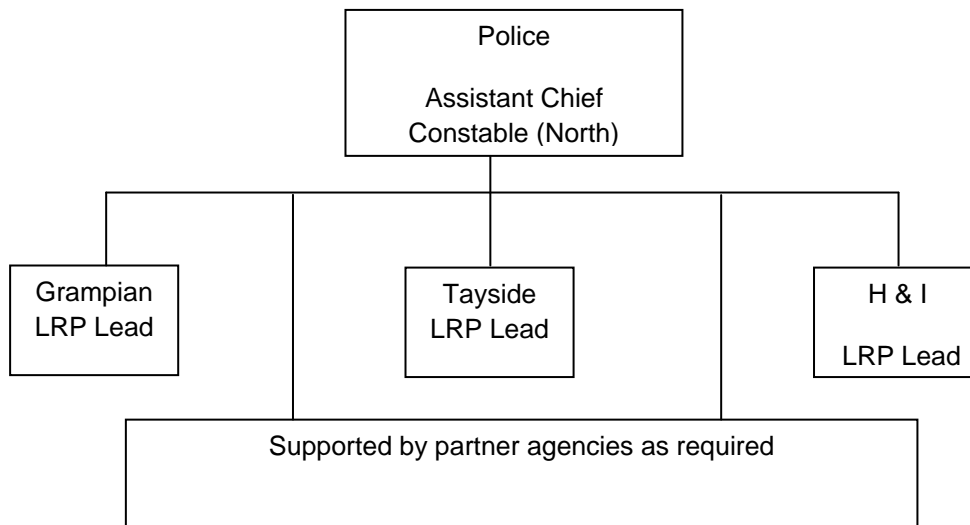 Police
Assistant Chief
Constable (North)
Grampian
LRP Lead
Tayside
LRP Lead
H & I
LRP Lead
Supported by partner agencies as required